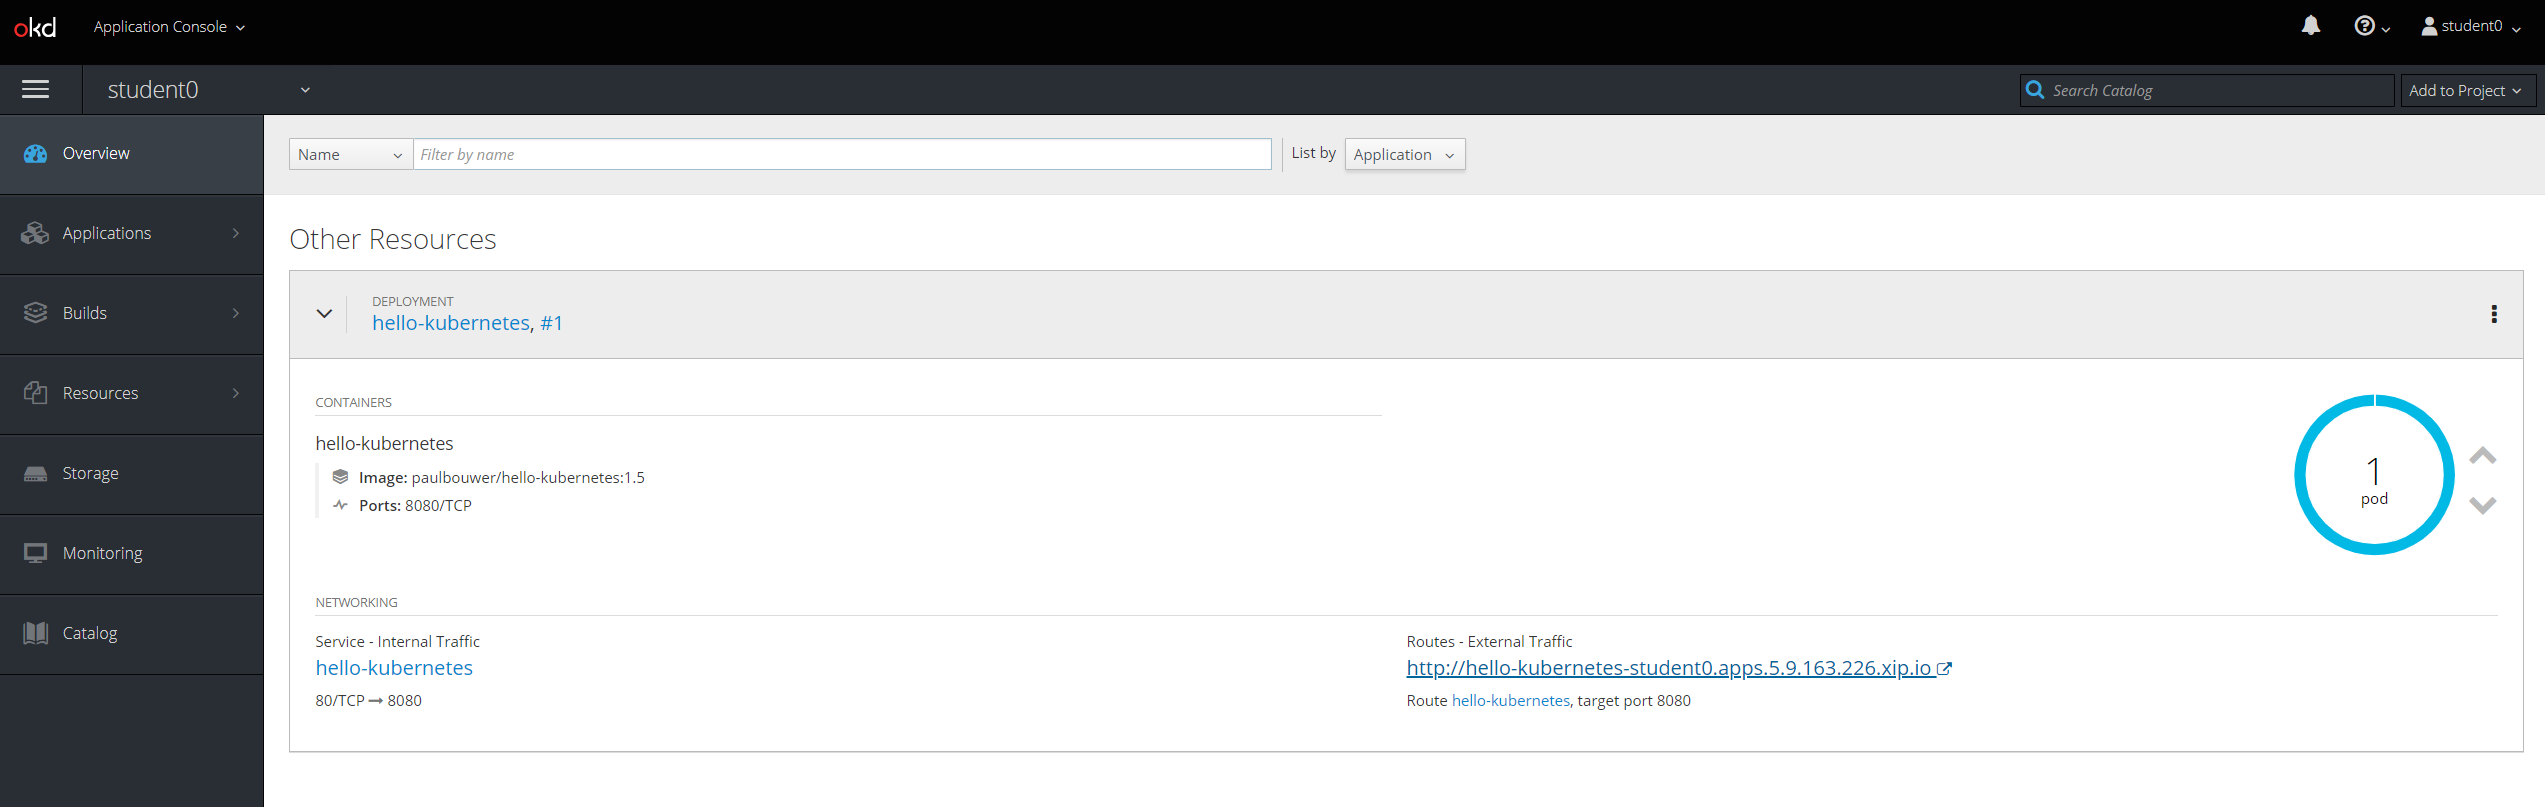 okd
Application Console
student0
student0
Search Catalog
Add to Project
Overview
Applications
Builds
Resources
Storage
Monitoring
Catalog
Name
Filter by name
List by
Application
Other Resources
DEPLOYMENT
hello-kubernetes, #1
CONTAINERS
hello-kubernetes
Image: paulbouwer/hello-kubernetes:1.5
Ports: 8080/TCP
1
pod
NETWORKING
Service - Internal Traffic
hello-kubernetes
80/TCP → 8080
Routes - External Traffic
http://hello-kubernetes-student0.apps.5.9.163.226.xip.io
Route hello-kubernetes, target port 8080